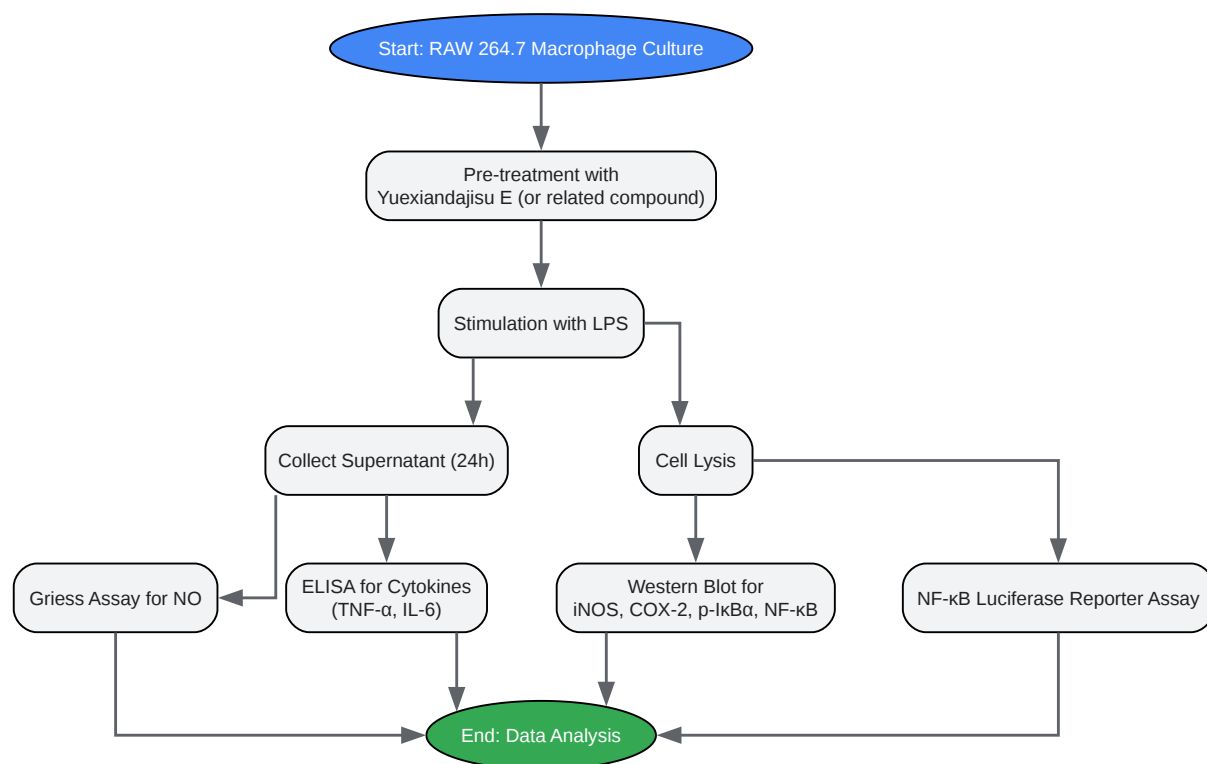 Start: RAW 264.7 Macrophage Culture
Pre-treatment with
Yuexiandajisu E (or related compound)
Stimulation with LPS
Collect Supernatant (24h)
Cell Lysis
Griess Assay for NO
ELISA for Cytokines
(TNF-α, IL-6)
Western Blot for
iNOS, COX-2, p-IκBα, NF-κB
NF-κB Luciferase Reporter Assay
End: Data Analysis